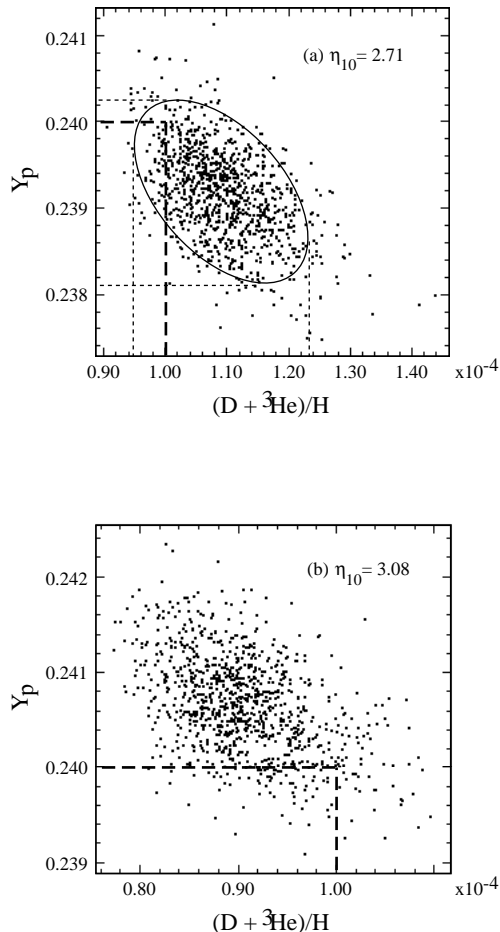 0.241
(a) η10= 2.71
0.240
Yp
0.239
0.238
0.90 1.00 1.10 1.20 1.30 1.40 x10-4
(D + 3He)/H
(b) η10= 3.08
0.242
Yp
0.241
0.240
0.239
0.80 0.90 1.00 x10-4
(D + 3He)/H